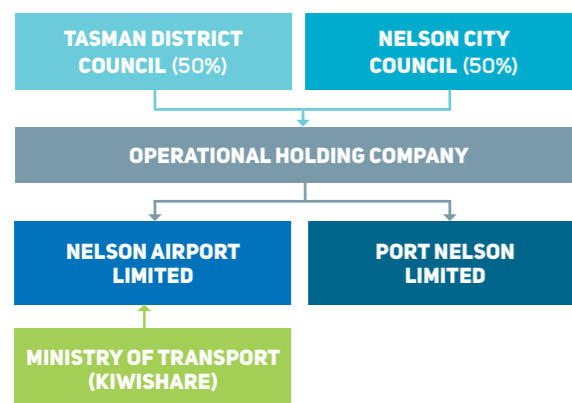 TASMAN DISTRICT
COUNCIL (50%)
NELSON CITY
COUNCIL (50%)
OPERATIONAL HOLDING COMPANY
NELSON AIRPORT
LIMITED
PORT NELSON
LIMITED
MINISTRY OF TRANSPORT
(KIWISHARE)